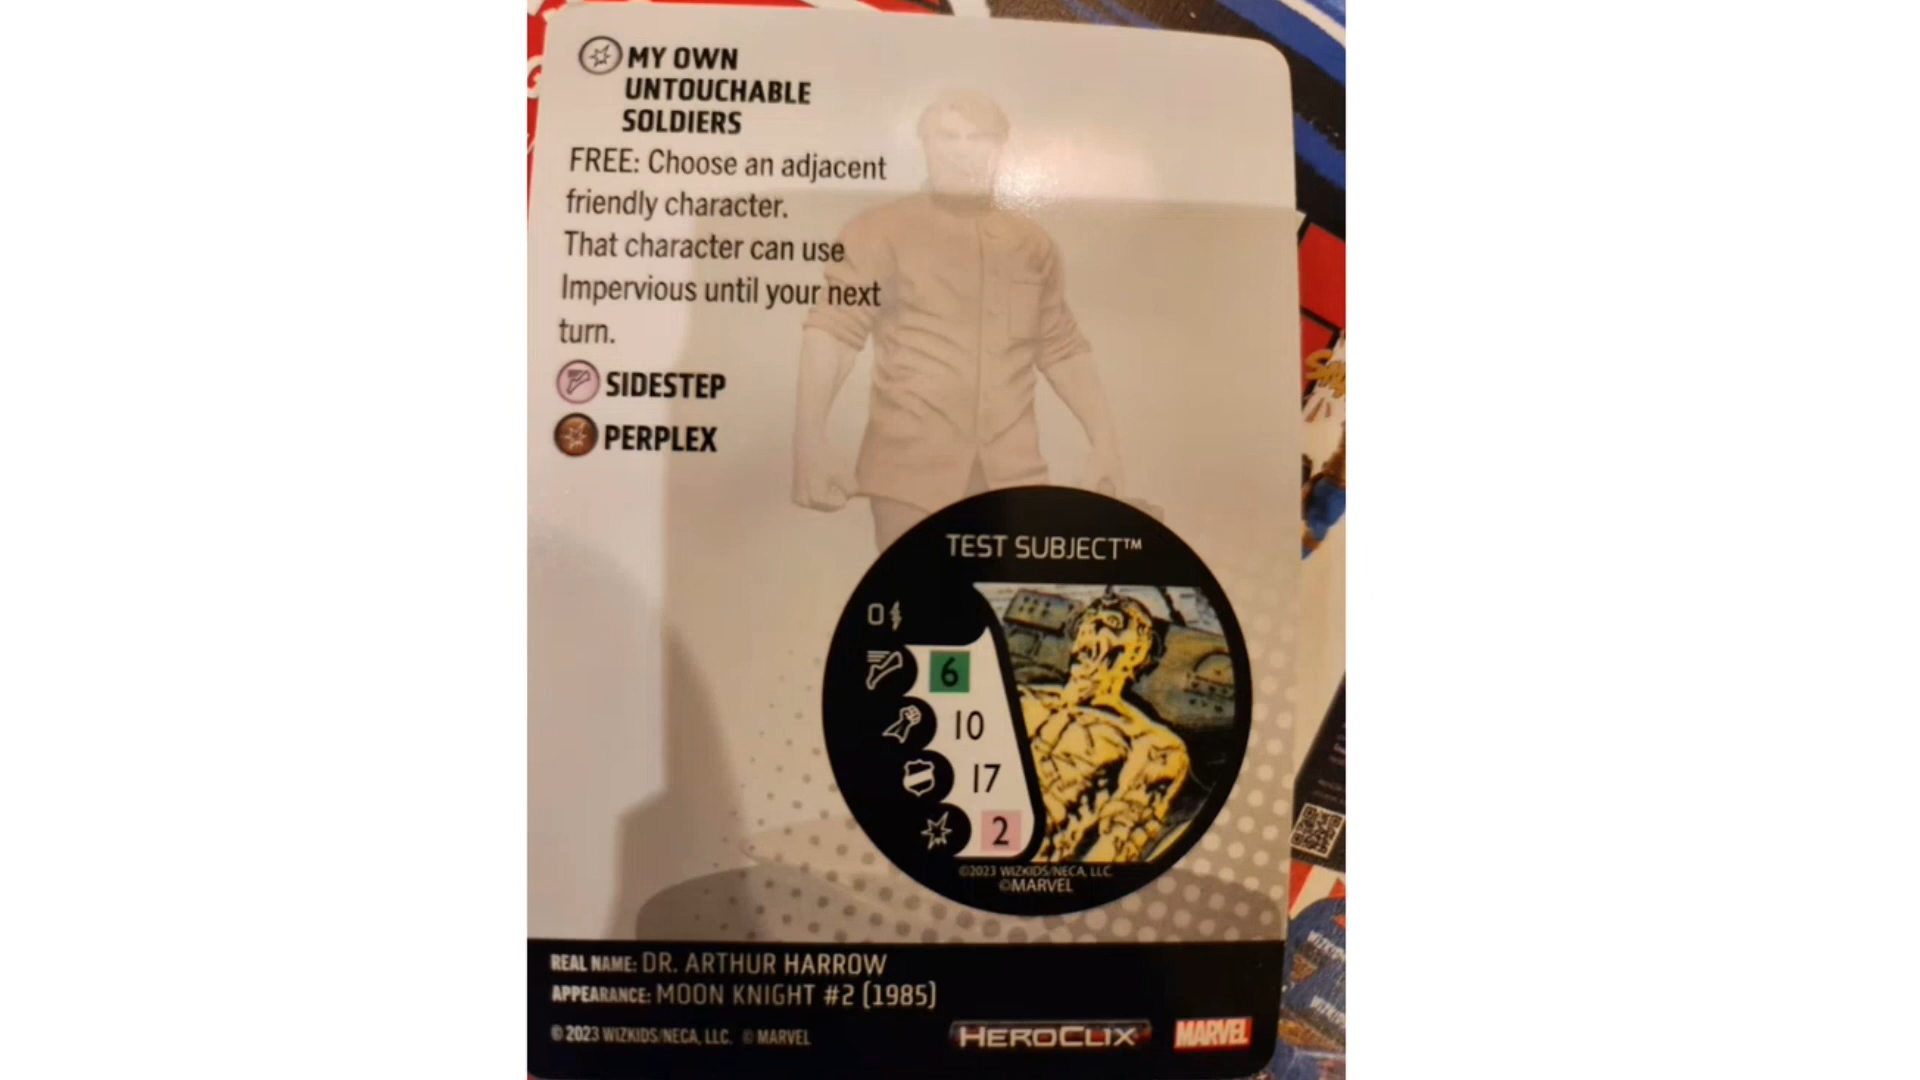 MY OWN
UNTOUCHABLE
SOLDIERS
FREE: Choose an adjacent
friendly character.
That character can use
Impervious until your next
turn.
SIDESTEP
PERPLEX
TEST SUBJECT™
0
6
10
17
2
©2023 WIZKIDS/NECA, LLC.
©MARVEL
REAL NAME: DR. ARTHUR HARROW
APPEARANCE: MOON KNIGHT #2 (1985)
© 2023 WIZKIDS/NECA, LLC. © MARVEL
HEROCLIX
MARVEL